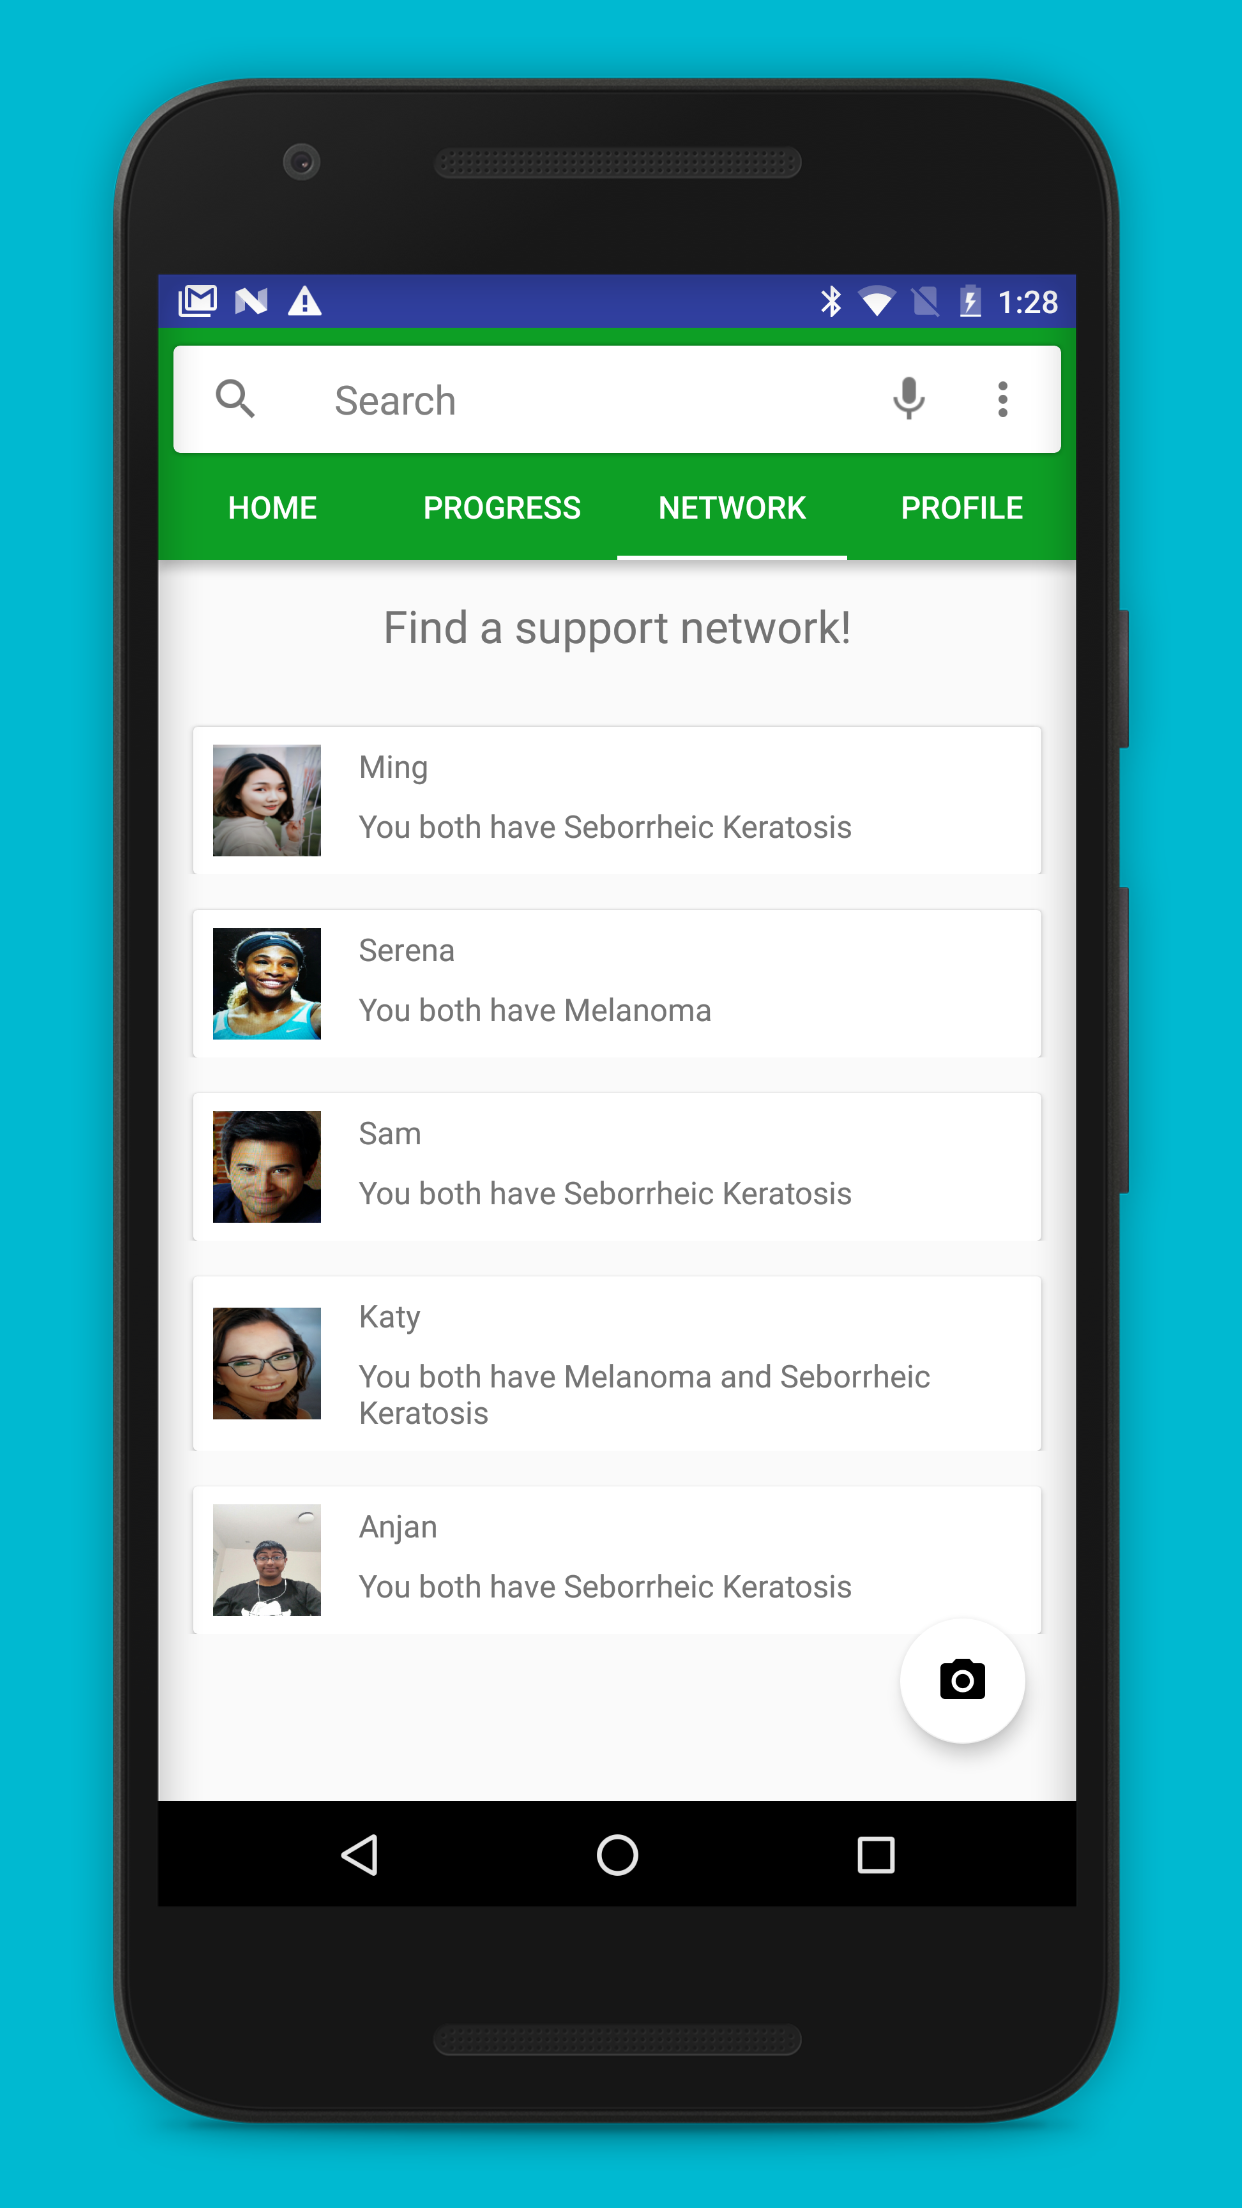 1:28
Search
HOME PROGRESS NETWORK PROFILE
Find a support network!
Ming
You both have Seborrheic Keratosis
Serena
You both have Melanoma
Sam
You both have Seborrheic Keratosis
Katy
You both have Melanoma and Seborrheic
Keratosis
Anjan
You both have Seborrheic Keratosis